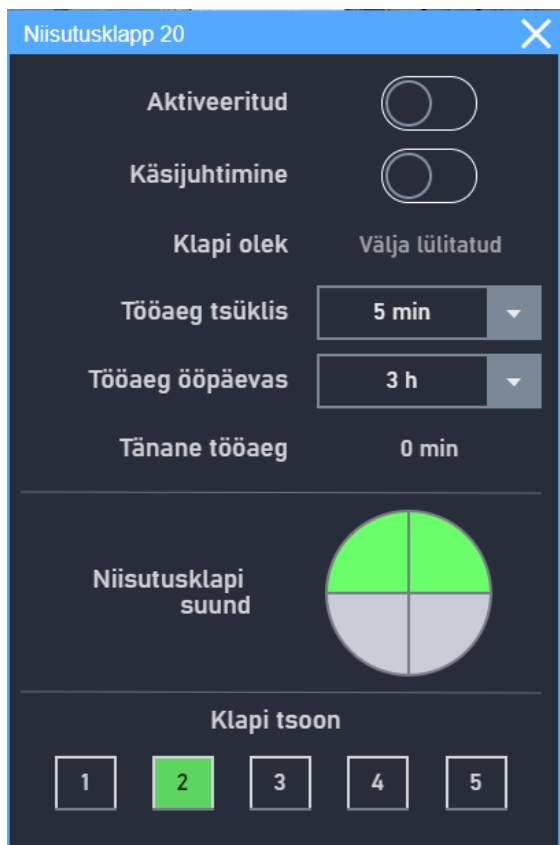 Niisutusklapp 20
Aktiveeritud
Käsijuhtimine
Klapi olek Välja lülitatud
Tööaeg tsüklis 5 min
Tööaeg ööpäevas 3 h
Tänane tööaeg 0 min
Niisutusklapi
suund
Klapi tsoon
1 2 3 4 5